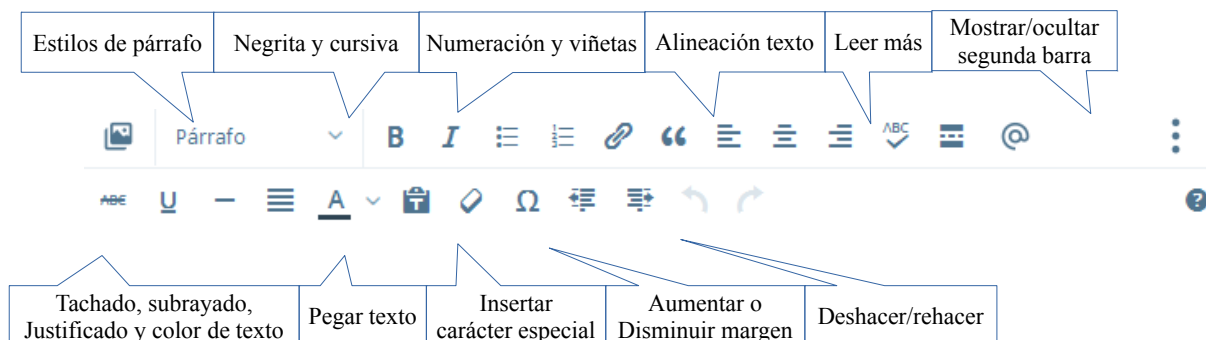 Estilos de párrafo
Negrita y cursiva
Numeración y viñetas
Alineación texto
Leer más
Mostrar/ocultar
segunda barra
Párrafo
B I
ABC
ABC U A T Ω
Tachado, subrayado,
Justificado y color de texto
Pegar texto
Insertar
carácter especial
Aumentar o
Disminuir margen
Deshacer/rehacer